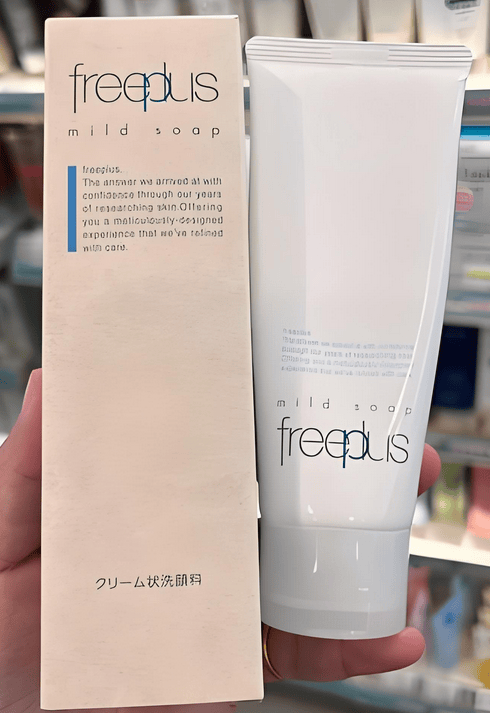 freeplus
mild soap
freeplus...
The answer we arrived at with
confidence through our years
of researching skin.Offering
you a meticulously-designed
experience that we've refined
with care.
クリーム状洗顔料
mild soap
freeplus